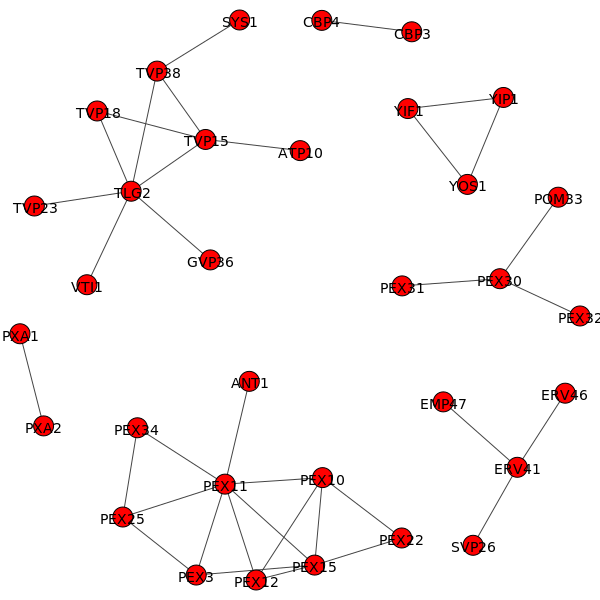 SYS1
CBP4
CBP3
TVP38
TVP18
YIP1
YIF1
TVP15
ATP10
YOS1
TLG2
POM33
TVP23
GVP36
VTI1
PEX31
PEX30
PEX32
PXA1
ANT1
ERV46
EMP47
PXA2
PEX34
ERV41
PEX11
PEX10
PEX25
PEX22
SVP26
PEX15
PEX3
PEX12